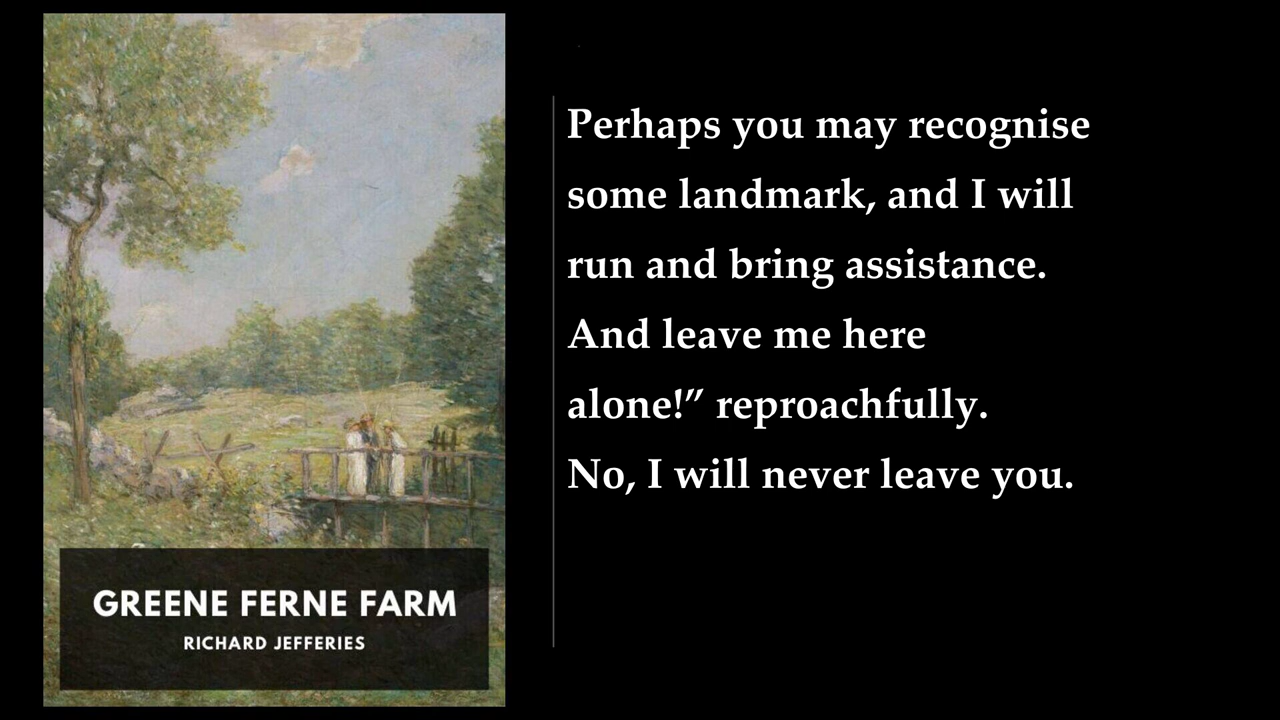 GREENE FERNE FARM
RICHARD JEFFERIES
Perhaps you may recognise
some landmark, and I will
run and bring assistance.
And leave me here
alone!” reproachfully.
No, I will never leave you.